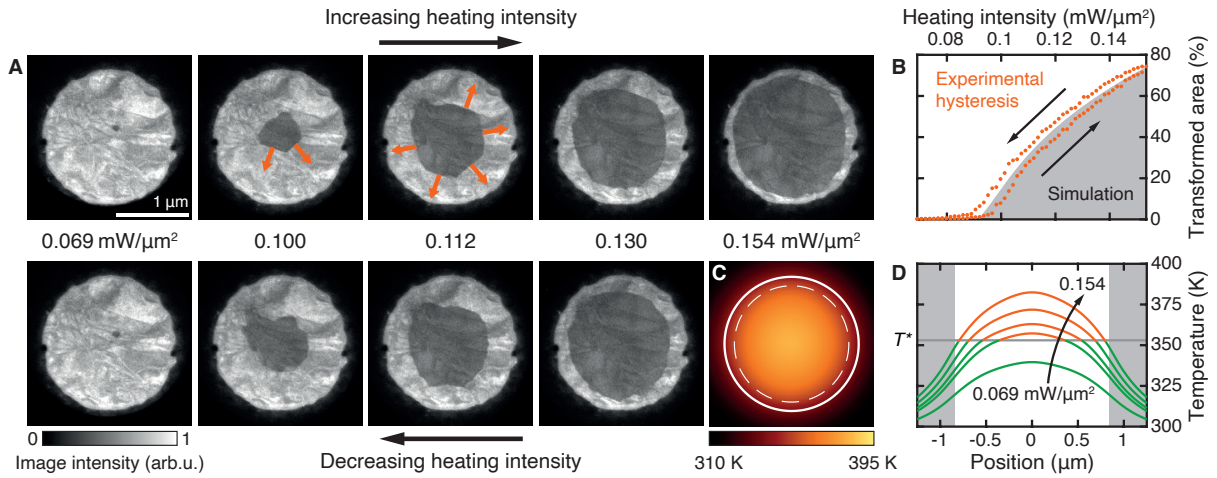 Increasing heating intensity
A
1 µm
0.069 mW/µm²
0.100
0.112
0.130
0.154 mW/µm²
0
1
Image intensity (arb.u.)
Decreasing heating intensity
Heating intensity (mW/µm²)
0.08
0.1
0.12
0.14
B
Experimental
hysteresis
Simulation
80
60
40
20
0
Transformed area (%)
C
310 K
395 K
D
0.154
T*
0.069 mW/µm²
400
375
350
325
300
Temperature (K)
-1
-0.5
0
0.5
1
Position (µm)